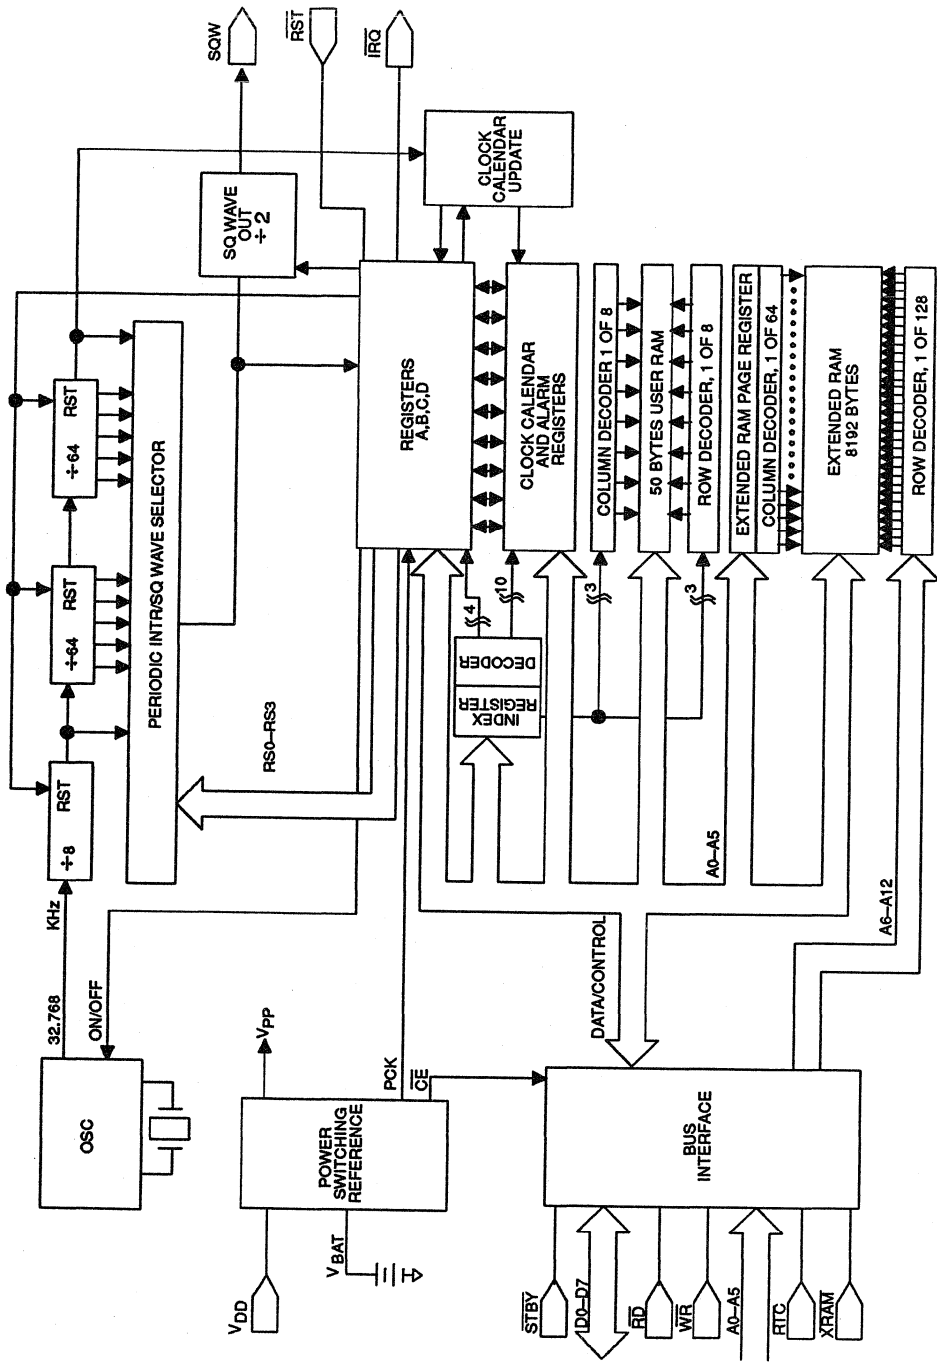 OSC
32.768
KHz
ON/OFF
÷8
RST
÷64
RST
÷64
RST
PERIODIC INTR/SQ WAVE SELECTOR
SQ WAVE
OUT
÷2
SQW
RST
IRQ
RS0–RS3
VDD
VBAT
POWER
SWITCHING
REFERENCE
VPP
PCK
CE
REGISTERS
A,B,C,D
CLOCK
CALENDAR
UPDATE
CLOCK CALENDAR
AND ALARM
REGISTERS
INDEX
REGISTER
DECODER
4
10
3
3
COLUMN DECODER 1 OF 8
50 BYTES USER RAM
ROW DECODER, 1 OF 8
EXTENDED RAM PAGE REGISTER
COLUMN DECODER, 1 OF 64
EXTENDED RAM
8192 BYTES
ROW DECODER, 1 OF 128
A0–A5
A6–A12
DATA/CONTROL
BUS
INTERFACE
STBY
D0–D7
RD
WR
A0–A5
RTC
XRAM